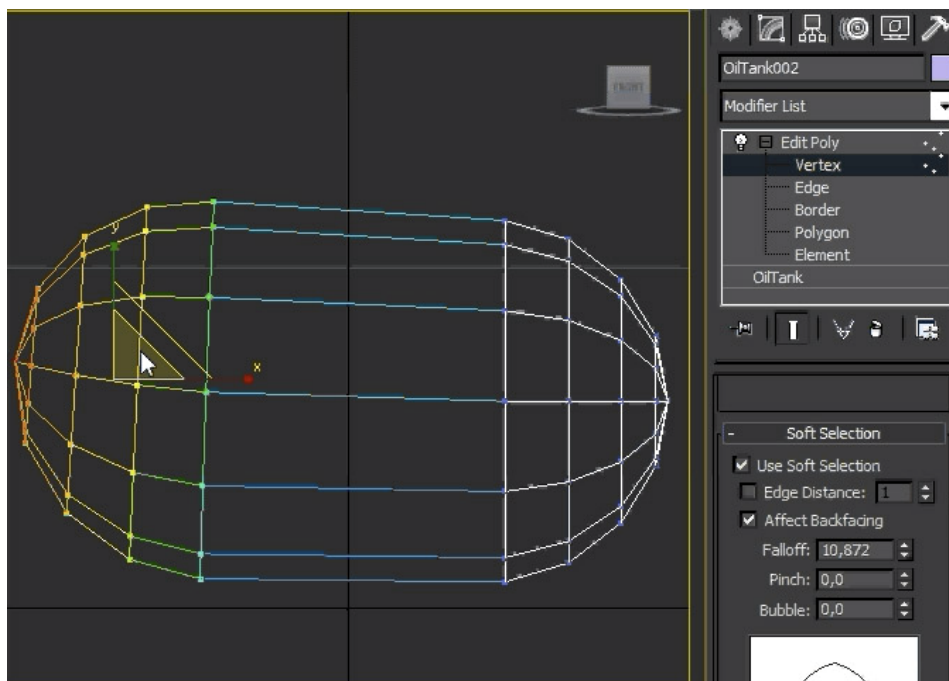 FRONT
y
x
OilTank002
Modifier List
Edit Poly
Vertex
Edge
Border
Polygon
Element
OilTank
- Soft Selection
Use Soft Selection
Edge Distance: 1
Affect Backfacing
Falloff: 10,872
Pinch: 0,0
Bubble: 0,0